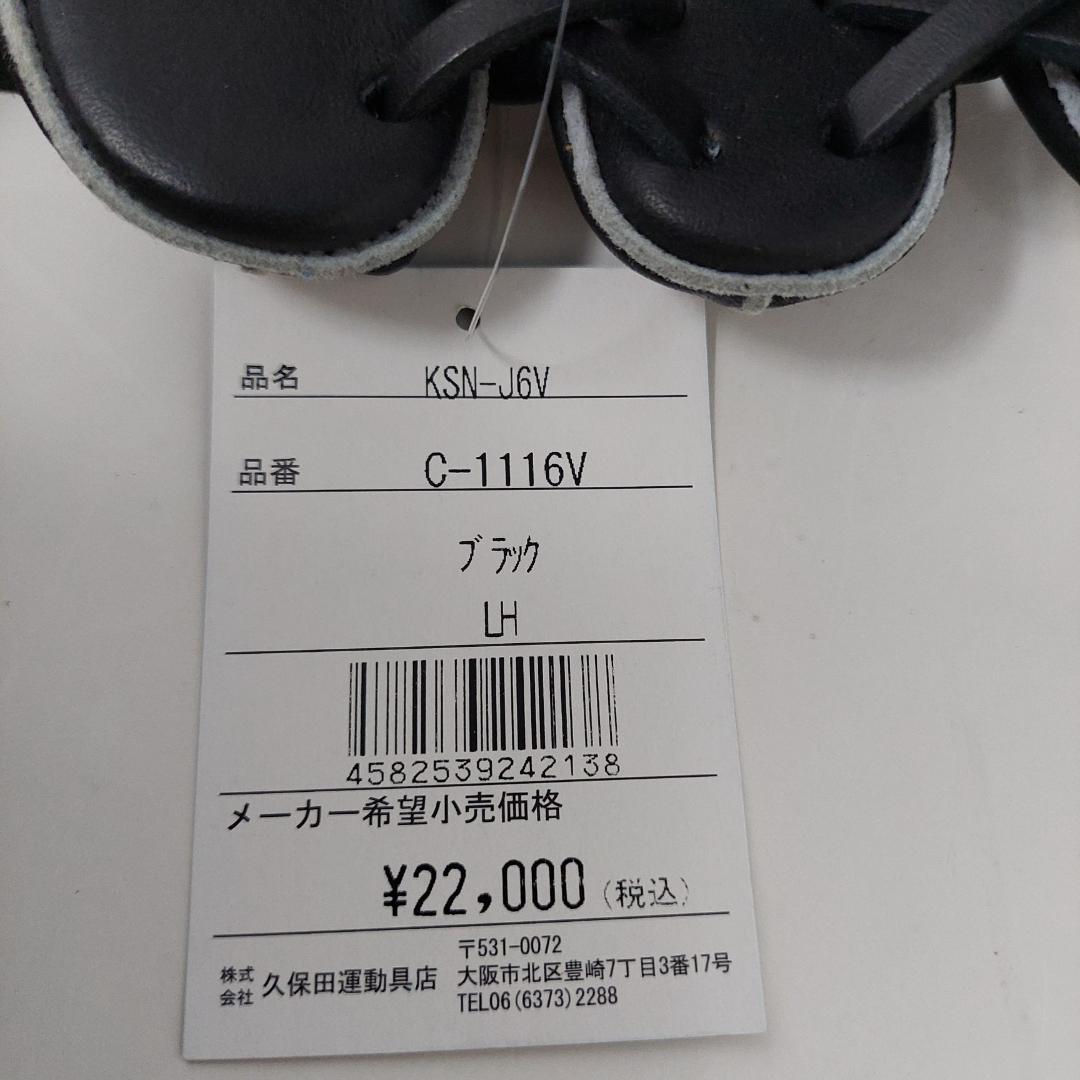 品名 KSN-J6V
品番 C-1116V
ブラック
LH
4582539242138
メーカー希望小売価格
¥22,000(税込)
株式会社 久保田運動具店
〒531-0072
大阪市北区豊崎7丁目3番17号
TEL06(6373)2288